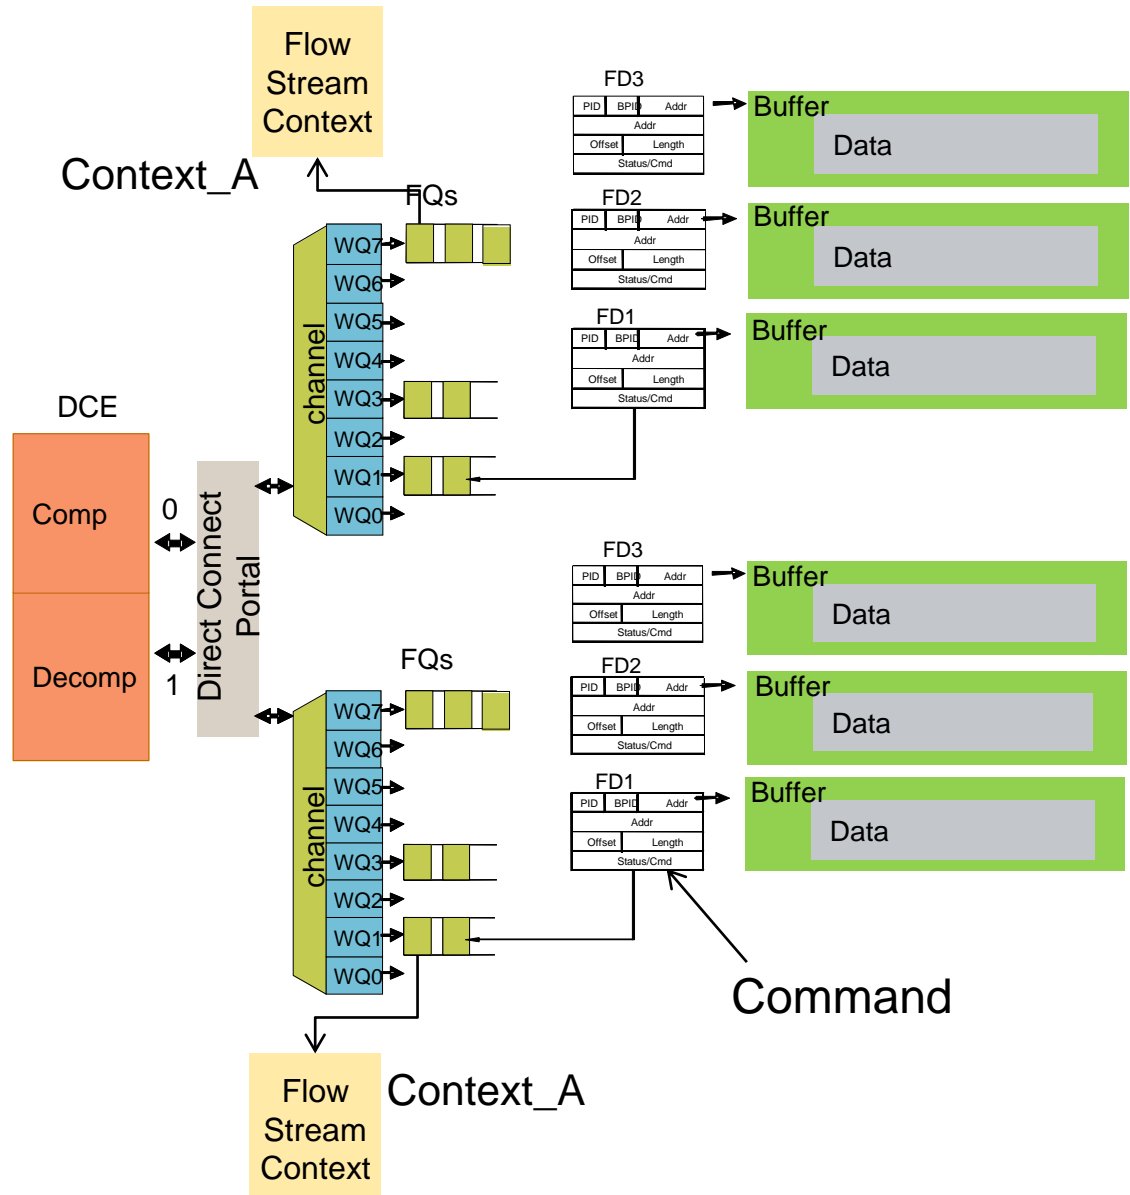 Flow
Stream
Context
Context_A
FQs
WQ7
WQ6
WQ5
WQ4
WQ3
WQ2
WQ1
WQ0
channel
FD3
PID BPID Addr
Addr
Offset Length
Status/Cmd
Buffer
Data
FD2
PID BPID Addr
Addr
Offset Length
Status/Cmd
Buffer
Data
FD1
PID BPID Addr
Addr
Offset Length
Status/Cmd
Buffer
Data
DCE
Comp
0
Decomp
1
Direct Connect
Portal
FQs
WQ7
WQ6
WQ5
WQ4
WQ3
WQ2
WQ1
WQ0
channel
FD3
PID BPID Addr
Addr
Offset Length
Status/Cmd
Buffer
Data
FD2
PID BPID Addr
Addr
Offset Length
Status/Cmd
Buffer
Data
FD1
PID BPID Addr
Addr
Offset Length
Status/Cmd
Buffer
Data
Command
Flow
Stream
Context
Context_A